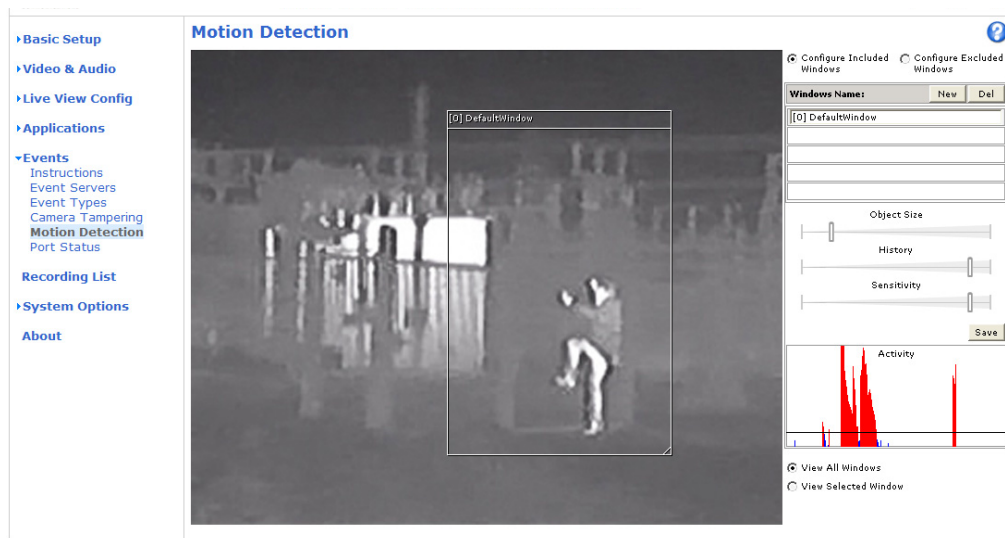 Motion Detection
Basic Setup
Video & Audio
Live View Config
Applications
Events
Instructions
Event Servers
Event Types
Camera Tampering
Motion Detection
Port Status
Recording List
System Options
About
[0] DefaultWindow
Configure Included Windows
Configure Excluded Windows
Windows Name:
New
Del
[0] DefaultWindow
Object Size
History
Sensitivity
Save
Activity
View All Windows
View Selected Window